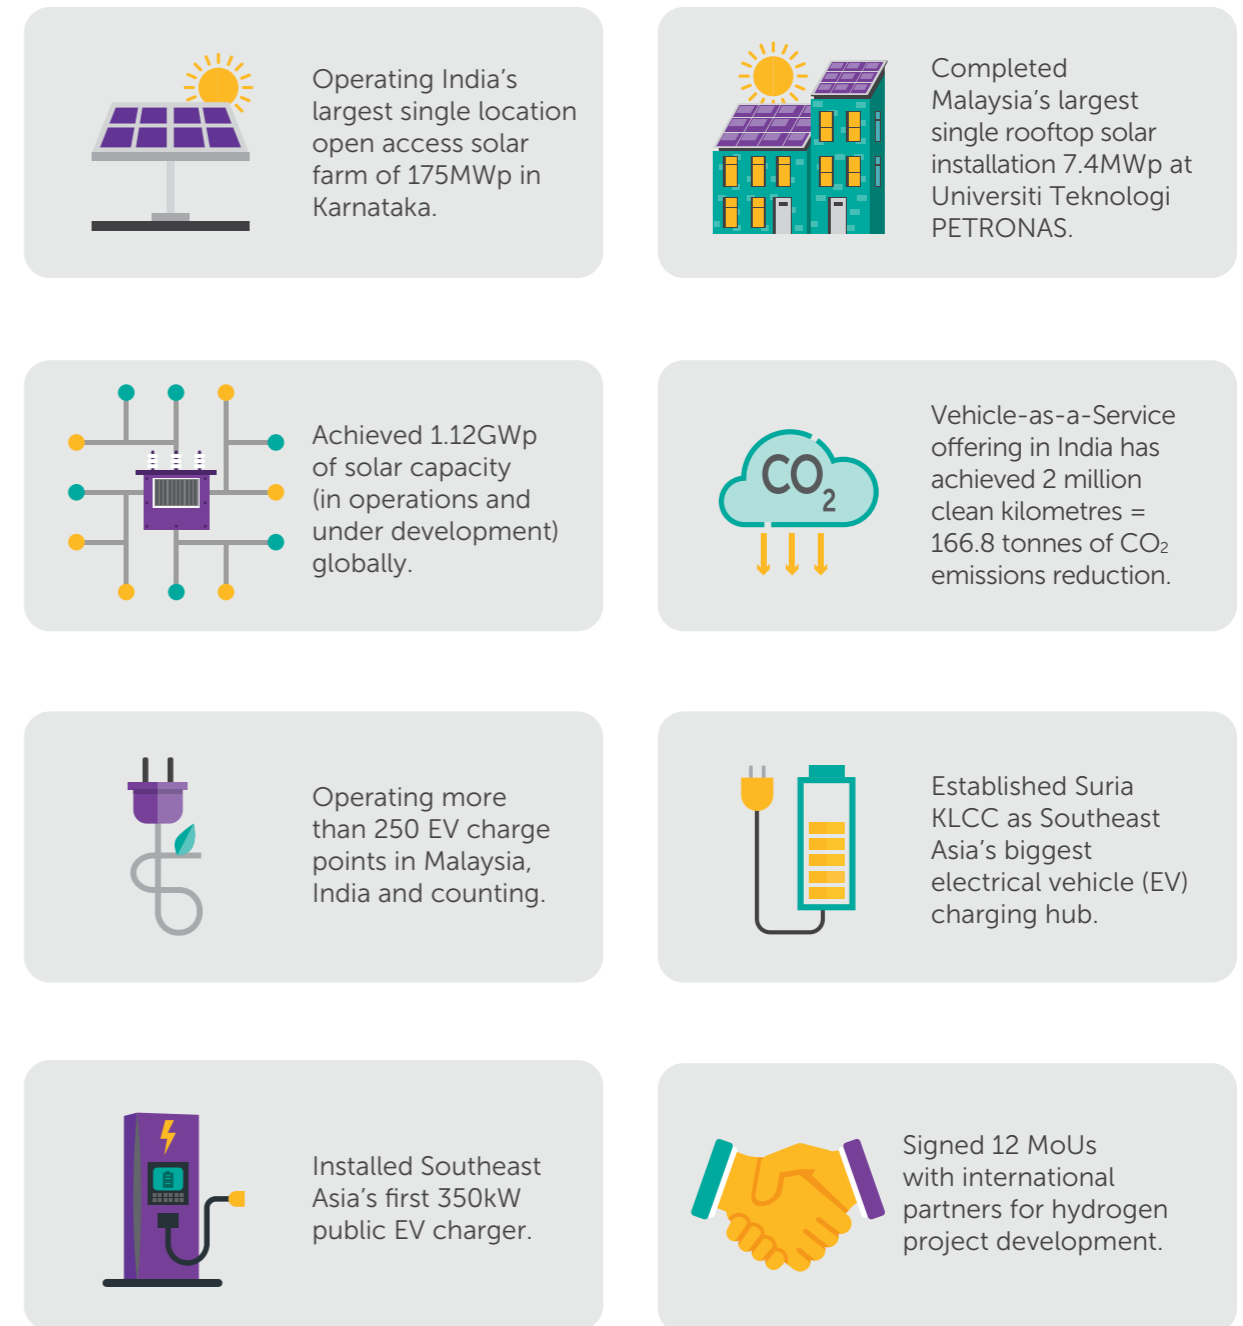 Operating India's
largest single location
open access solar
farm of 175MWp in
Karnataka.
Completed
Malaysia's largest
single rooftop solar
installation 7.4MWp at
Universiti Teknologi
PETRONAS.
Achieved 1.12GWp
of solar capacity
(in operations and
under development)
globally.
CO₂
Vehicle-as-a-Service
offering in India has
achieved 2 million
clean kilometres =
166.8 tonnes of CO₂
emissions reduction.
Operating more
than 250 EV charge
points in Malaysia,
India and counting.
Established Suria
KLCC as Southeast
Asia's biggest
electrical vehicle (EV)
charging hub.
Installed Southeast
Asia's first 350kW
public EV charger.
Signed 12 MoUs
with international
partners for hydrogen
project development.